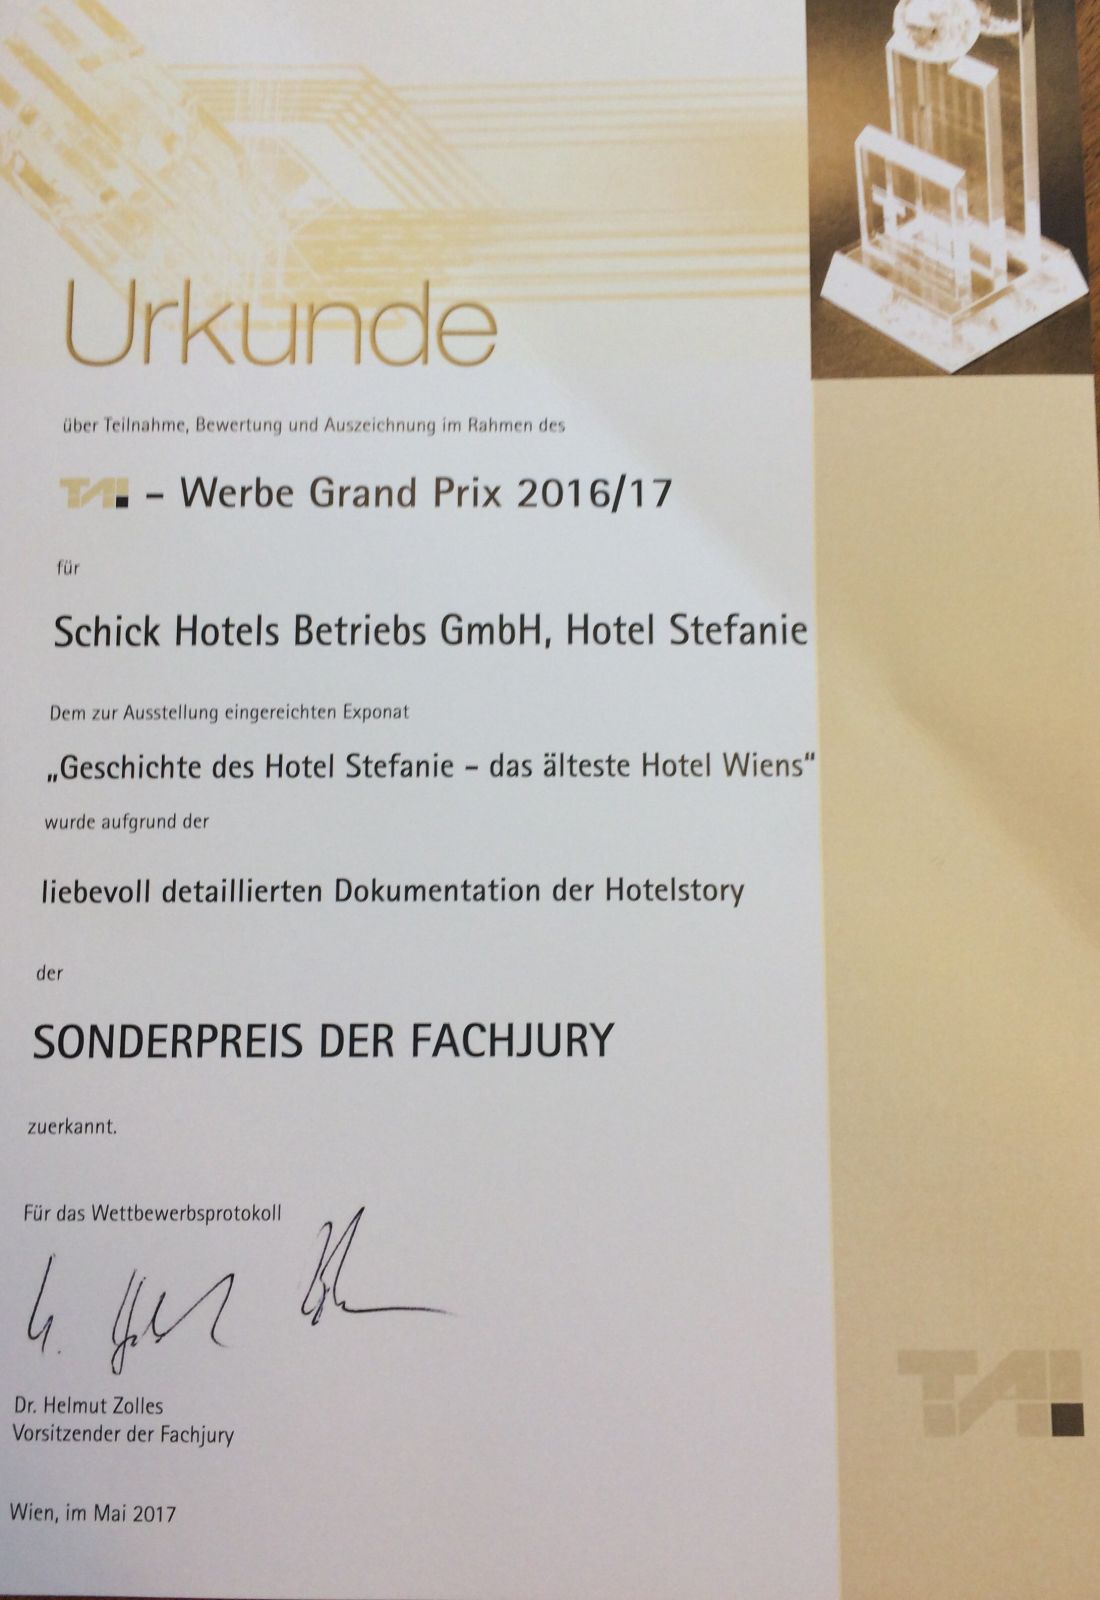 Urkunde
über Teilnahme, Bewertung und Auszeichnung im Rahmen des
TAI – Werbe Grand Prix 2016/17
für
Schick Hotels Betriebs GmbH, Hotel Stefanie
Dem zur Ausstellung eingereichten Exponat
„Geschichte des Hotel Stefanie – das älteste Hotel Wiens“
wurde aufgrund der
liebevoll detaillierten Dokumentation der Hotelstory
der
SONDERPREIS DER FACHJURY
zuerkannt.
Für das Wettbewerbsprotokoll
Dr. Helmut Zolles
Vorsitzender der Fachjury
Wien, im Mai 2017
TAI